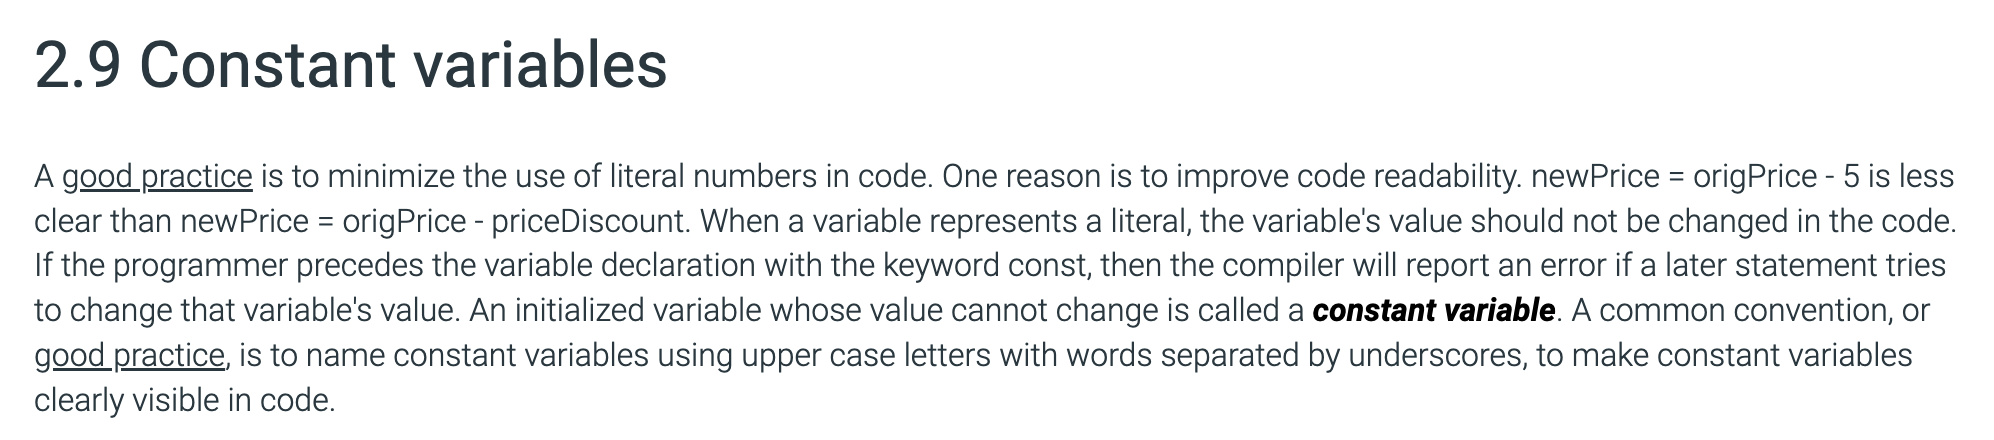 2.9 Constant variables
A good practice is to minimize the use of literal numbers in code. One reason is to improve code readability. newPrice = origPrice - 5 is less
clear than newPrice = origPrice - priceDiscount. When a variable represents a literal, the variable's value should not be changed in the code.
If the programmer precedes the variable declaration with the keyword const, then the compiler will report an error if a later statement tries
to change that variable's value. An initialized variable whose value cannot change is called a constant variable. A common convention, or
good practice, is to name constant variables using upper case letters with words separated by underscores, to make constant variables
clearly visible in code.